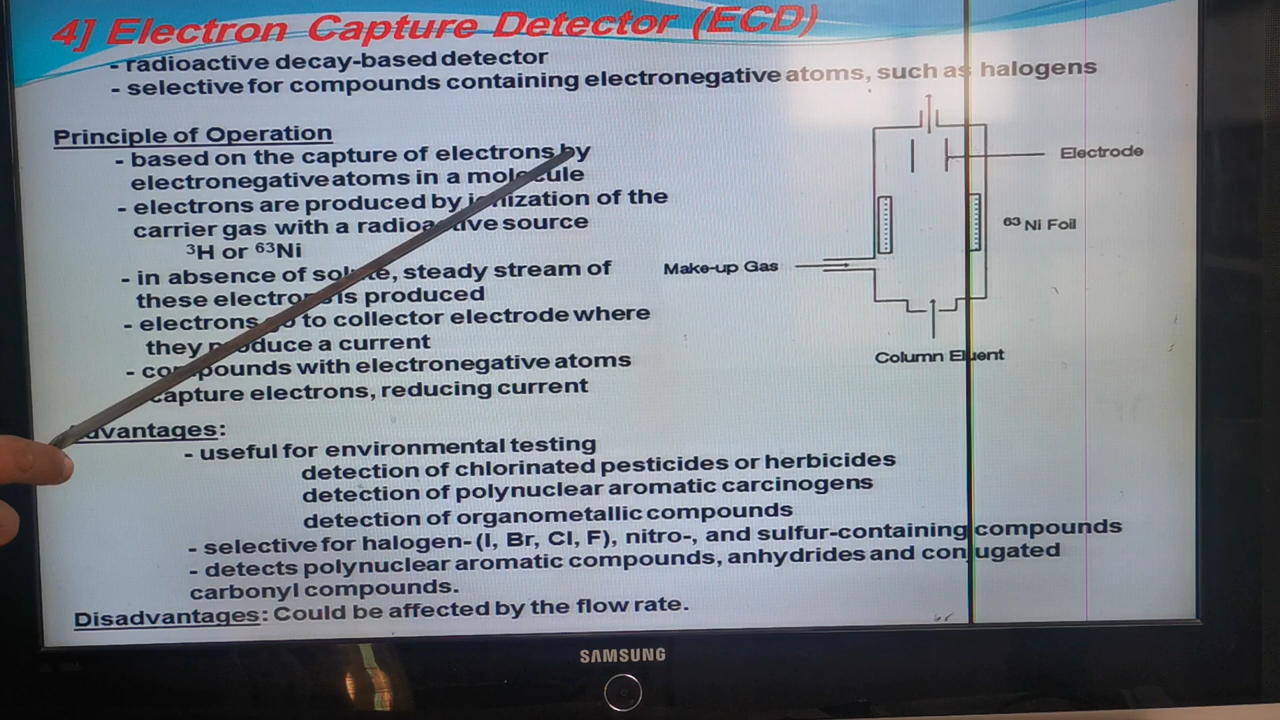 4] Electron Capture Detector (ECD)
- radioactive decay-based detector
- selective for compounds containing electronegative atoms, such as halogens
Principle of Operation
- based on the capture of electrons by
electronegative atoms in a molecule
- electrons are produced by ionization of the
carrier gas with a radioactive source
³H or ⁶³Ni
- in absence of solute, steady stream of
these electrons is produced
- electrons go to collector electrode where
they produce a current
- compounds with electronegative atoms
capture electrons, reducing current
Electrode
⁶³Ni Foil
Make-up Gas
Column Eluent
Advantages:
- useful for environmental testing
detection of chlorinated pesticides or herbicides
detection of polynuclear aromatic carcinogens
detection of organometallic compounds
- selective for halogen- (I, Br, Cl, F), nitro-, and sulfur-containing compounds
- detects polynuclear aromatic compounds, anhydrides and conjugated
carbonyl compounds.
Disadvantages: Could be affected by the flow rate.
SAMSUNG